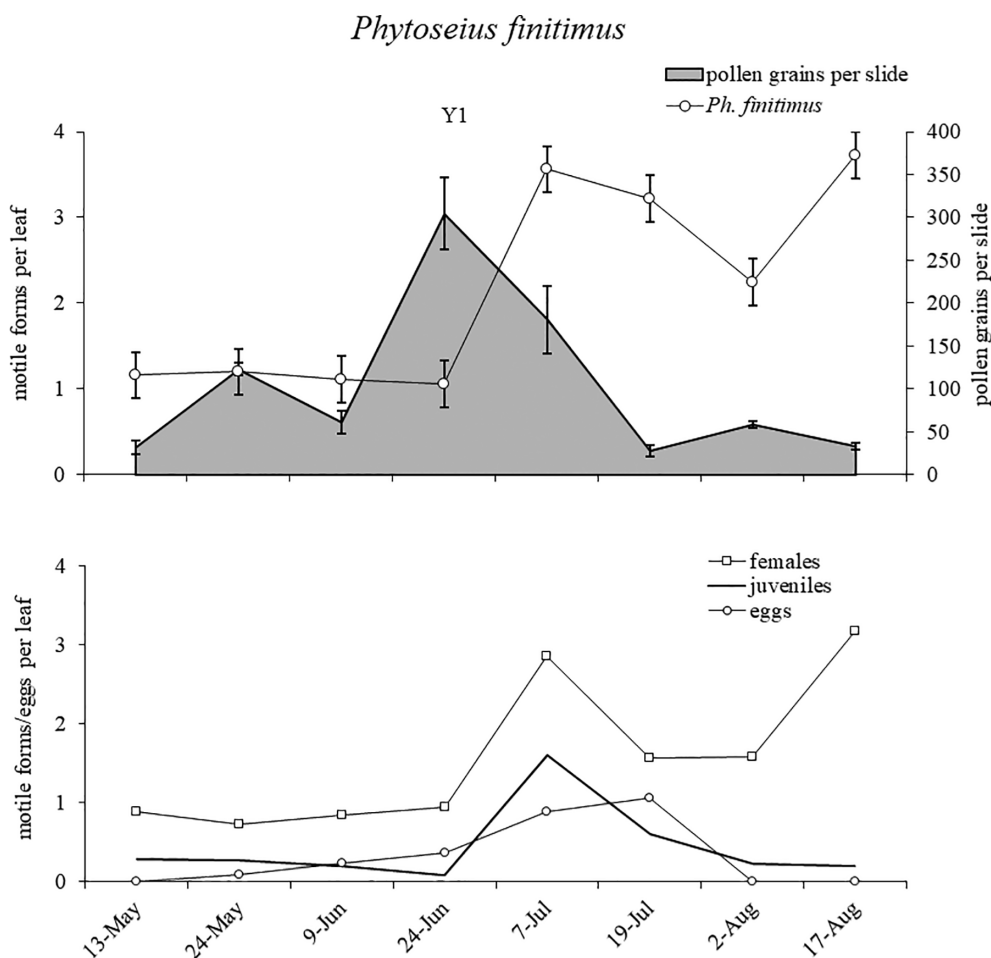 Phytoseius finitimus
pollen grains per slide
Ph. finitimus
Y1
4
3
2
1
0
motile forms per leaf
400
350
300
250
200
150
100
50
0
pollen grains per slide
females
juveniles
eggs
4
3
2
1
0
motile forms/eggs per leaf
13-May
24-May
9-Jun
24-Jun
7-Jul
19-Jul
2-Aug
17-Aug